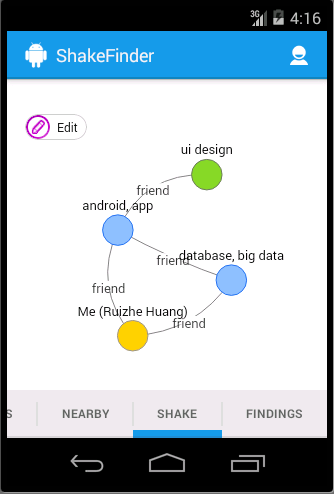 3G 4:16
ShakeFinder
Edit
ui design
friend
android, app
database, big data
friend
friend
Me (Ruizhe Huang)
friend
S NEARBY SHAKE FINDINGS